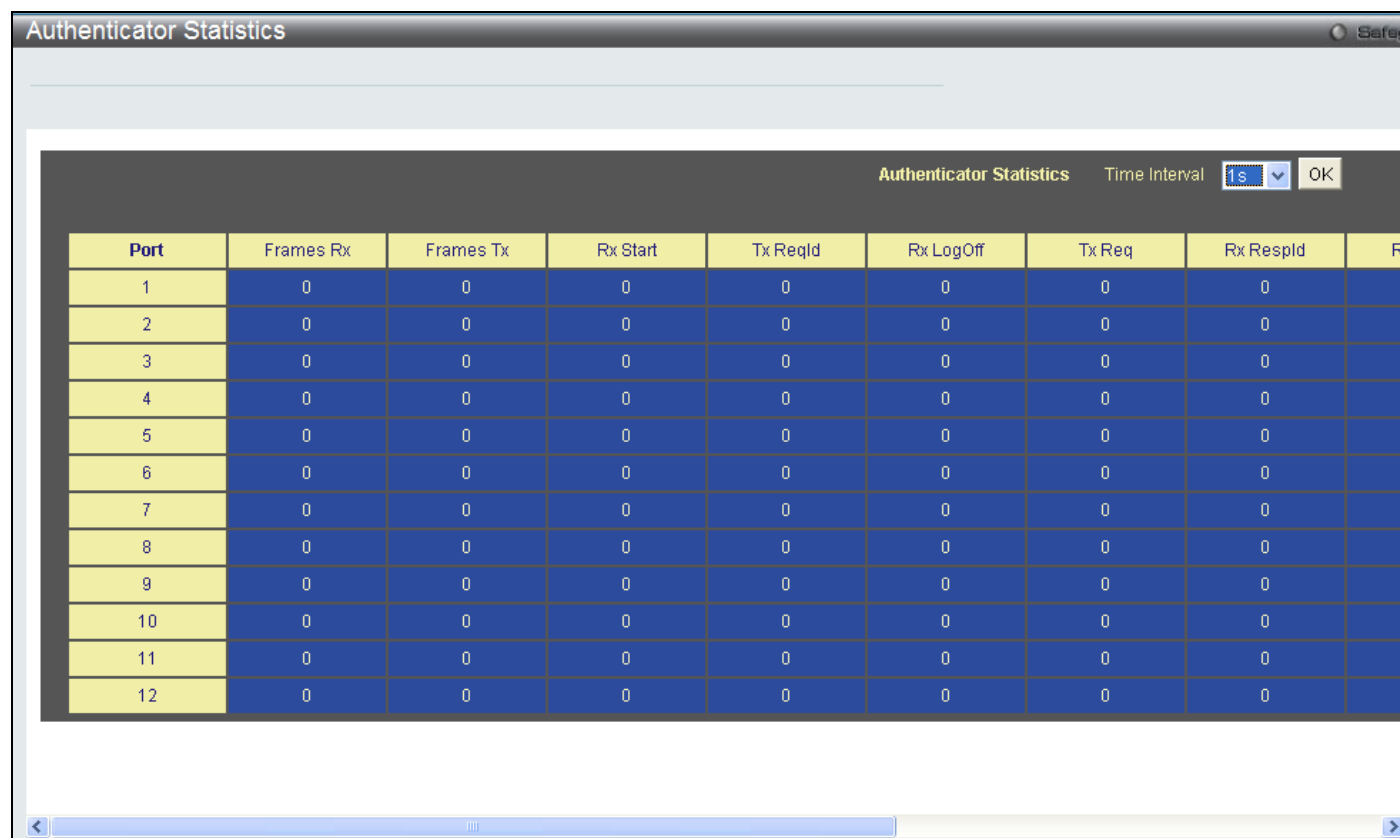 Authenticator Statistics
Authenticator Statistics Time Interval 1s OK
Port Frames Rx Frames Tx Rx Start Tx ReqId Rx LogOff Tx Req Rx RespId
1 0 0 0 0 0 0 0
2 0 0 0 0 0 0 0
3 0 0 0 0 0 0 0
4 0 0 0 0 0 0 0
5 0 0 0 0 0 0 0
6 0 0 0 0 0 0 0
7 0 0 0 0 0 0 0
8 0 0 0 0 0 0 0
9 0 0 0 0 0 0 0
10 0 0 0 0 0 0 0
11 0 0 0 0 0 0 0
12 0 0 0 0 0 0 0